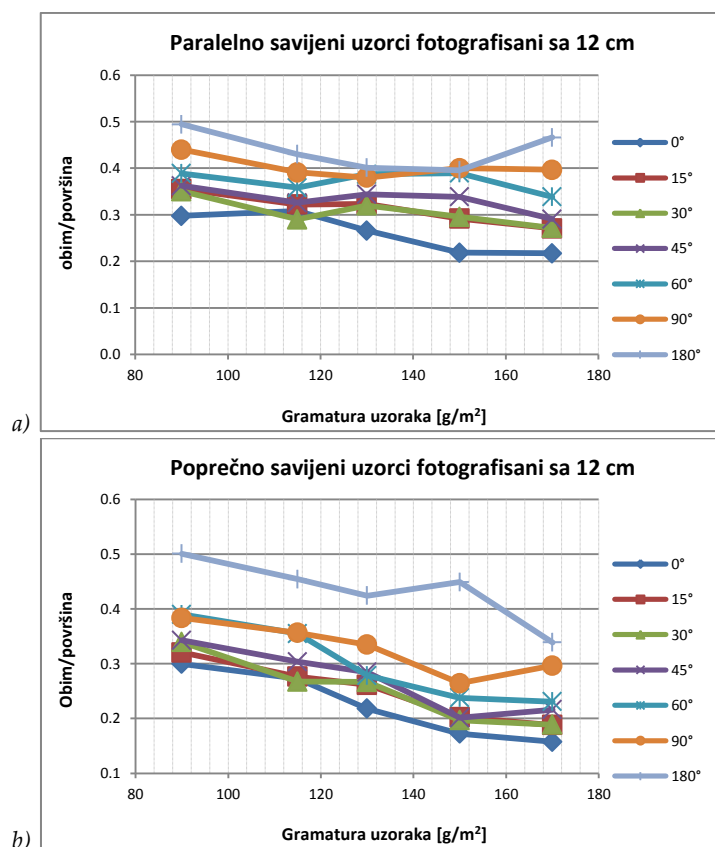 Paralelno savijeni uzorci fotografisani sa 12 cm
0.6
0.5
0.4
0.3
0.2
0.1
0.0
obim/površina
80 100 120 140 160 180
Gramatura uzoraka [g/m²]
0°
15°
30°
45°
60°
90°
180°
a)
Poprečno savijeni uzorci fotografisani sa 12 cm
0.6
0.5
0.4
0.3
0.2
0.1
Obim/površina
80 100 120 140 160 180
Gramatura uzoraka [g/m²]
0°
15°
30°
45°
60°
90°
180°
b)